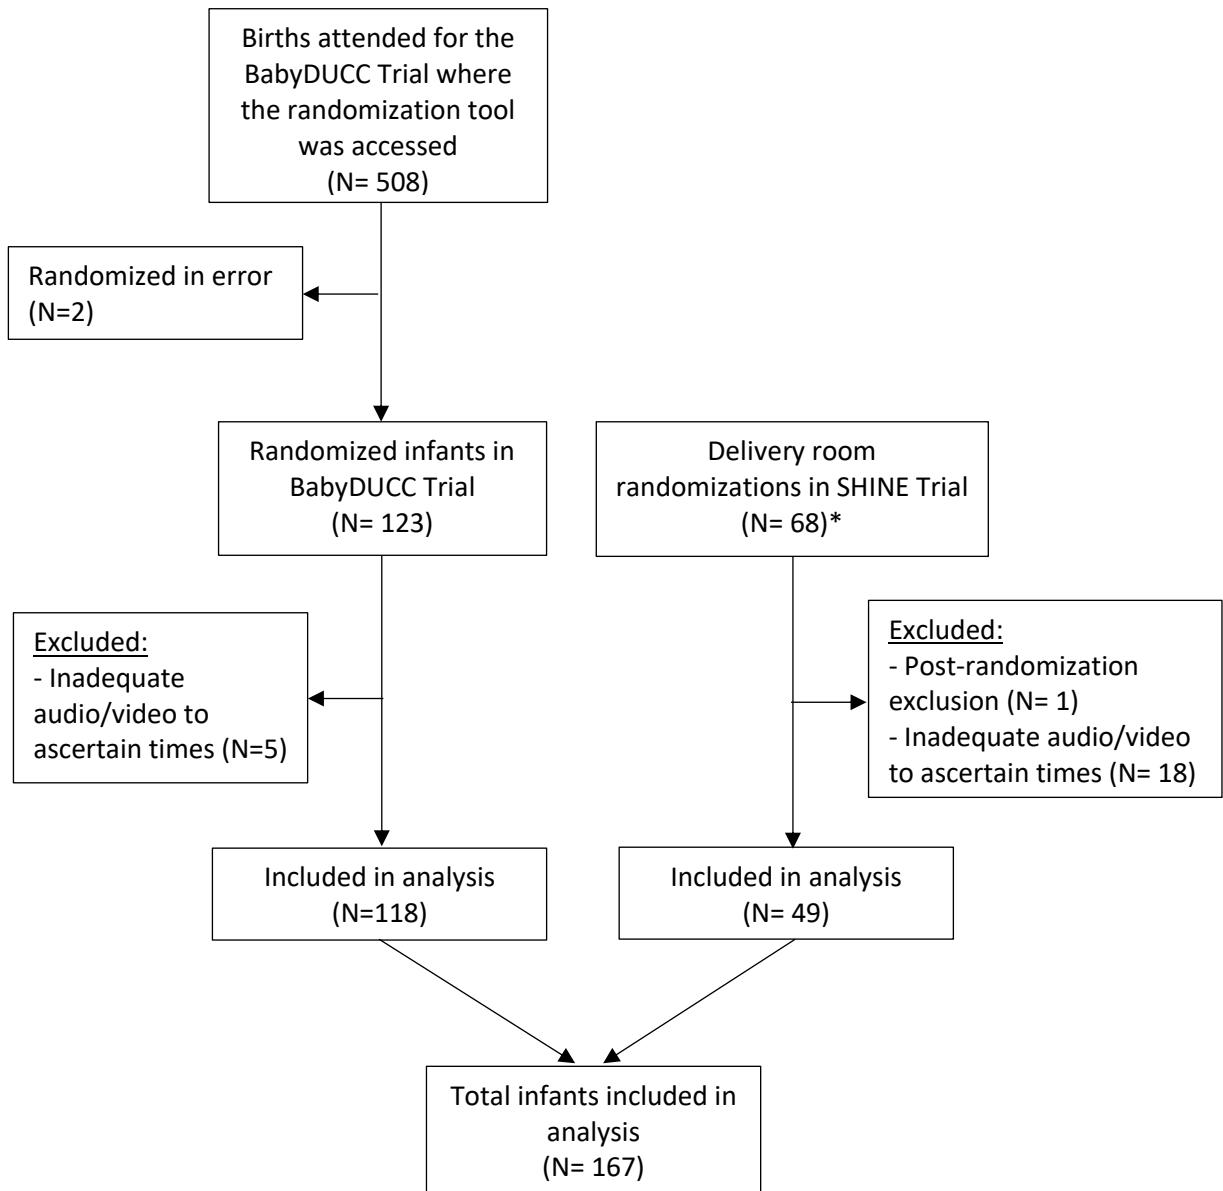 Births attended for the
BabyDUCC Trial where
the randomization tool
was accessed
(N= 508)
Randomized in error
(N=2)
Randomized infants in
BabyDUCC Trial
(N= 123)
Delivery room
randomizations in SHINE Trial
(N= 68)*
Excluded:
- Inadequate
audio/video to
ascertain times (N=5)
Excluded:
- Post-randomization
exclusion (N= 1)
- Inadequate audio/video
to ascertain times (N= 18)
Included in analysis
(N=118)
Included in analysis
(N= 49)
Total infants included in
analysis
(N= 167)